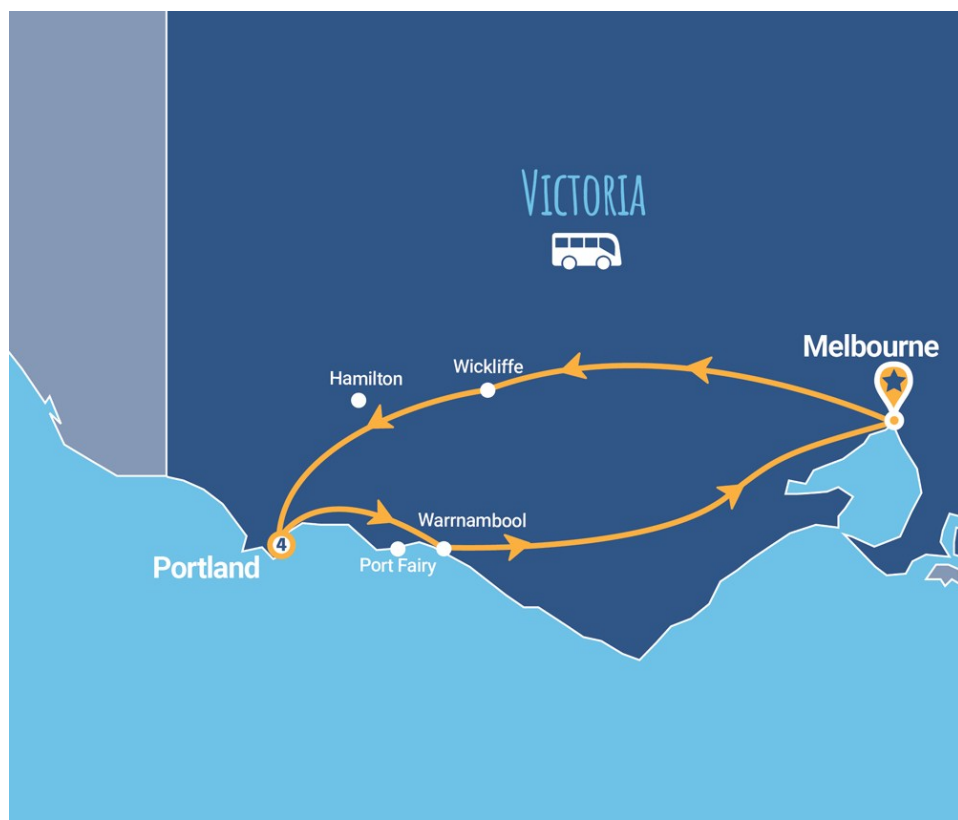 VICTORIA
Melbourne
Wickliffe
Hamilton
Warrnambool
4
Portland
Port Fairy